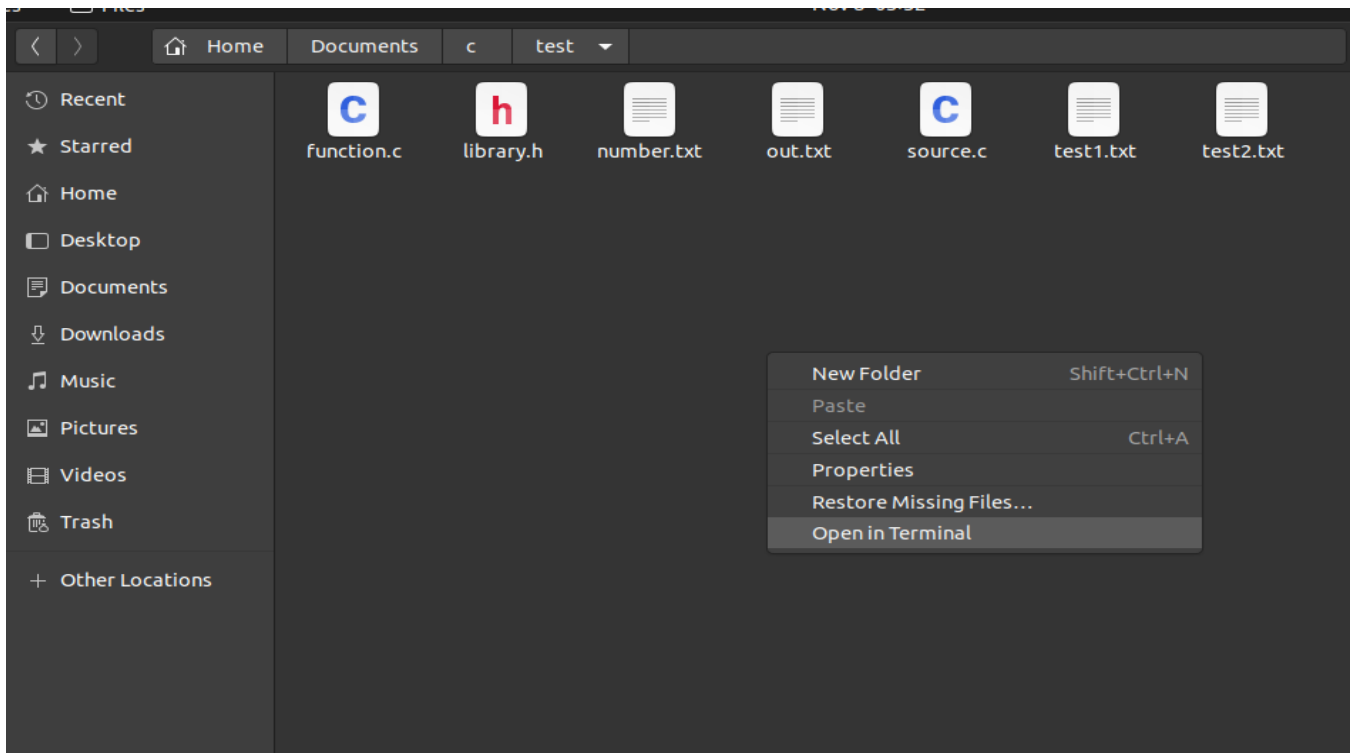 Home Documents c test
Recent
Starred
Home
Desktop
Documents
Downloads
Music
Pictures
Videos
Trash
Other Locations
function.c library.h number.txt out.txt source.c test1.txt test2.txt
New Folder Shift+Ctrl+N
Paste
Select All Ctrl+A
Properties
Restore Missing Files...
Open in Terminal